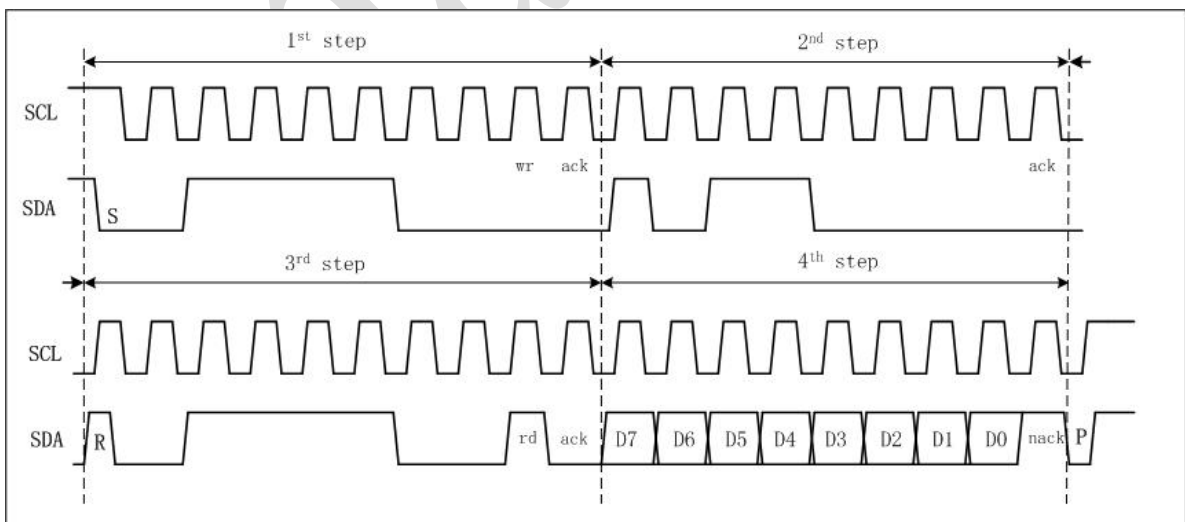 1st step 2nd step
SCL
wr ack ack
SDA S
3rd step 4th step
SCL
SDA R rd ack D7 D6 D5 D4 D3 D2 D1 D0 nack P